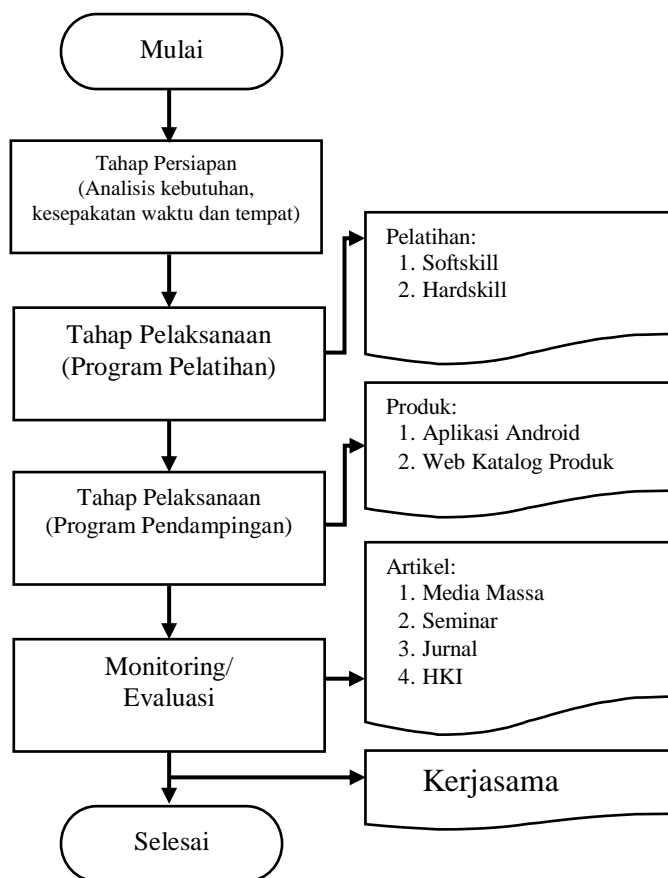 Mulai
Tahap Persiapan
(Analisis kebutuhan,
kesepakatan waktu dan tempat)
Pelatihan:
1. Softskill
2. Hardskill
Tahap Pelaksanaan
(Program Pelatihan)
Produk:
1. Aplikasi Android
2. Web Katalog Produk
Tahap Pelaksanaan
(Program Pendampingan)
Artikel:
1. Media Massa
2. Seminar
3. Jurnal
4. HKI
Monitoring/
Evaluasi
Kerjasama
Selesai